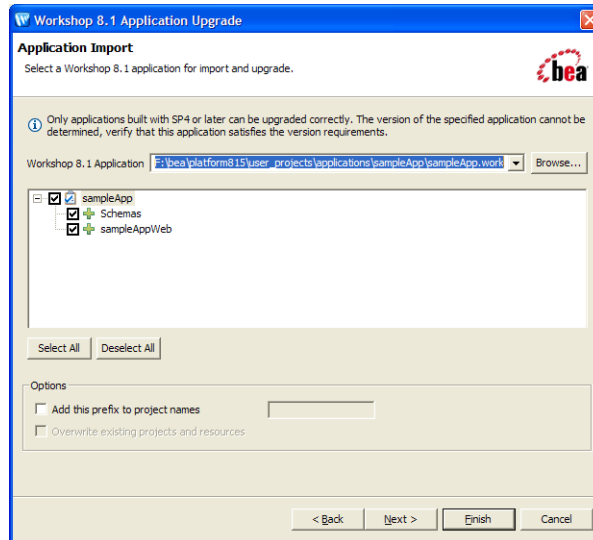 Workshop 8.1 Application Upgrade
Application Import
Select a Workshop 8.1 application for import and upgrade.
bea
Only applications built with SP4 or later can be upgraded correctly. The version of the specified application cannot be
determined, verify that this application satisfies the version requirements.
Workshop 8.1 Application F:\bea\platform815\user_projects\applications\sampleApp\sampleApp.work Browse...
sampleApp
Schemas
sampleAppWeb
Select All Deselect All
Options
Add this prefix to project names
Overwrite existing projects and resources
< Back Next > Finish Cancel